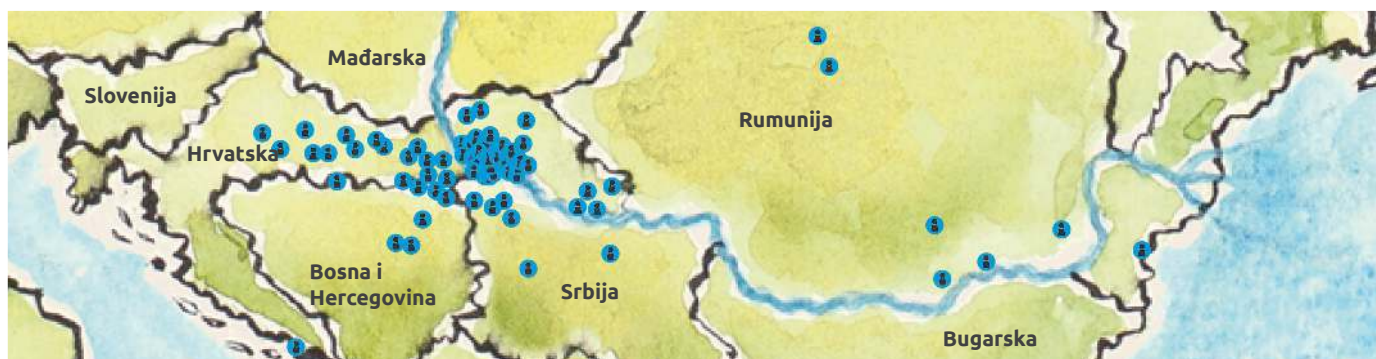 Mađarska
Slovenija
Rumunija
Hrvatska
Bosna i
Hercegovina
Srbija
Bugarska